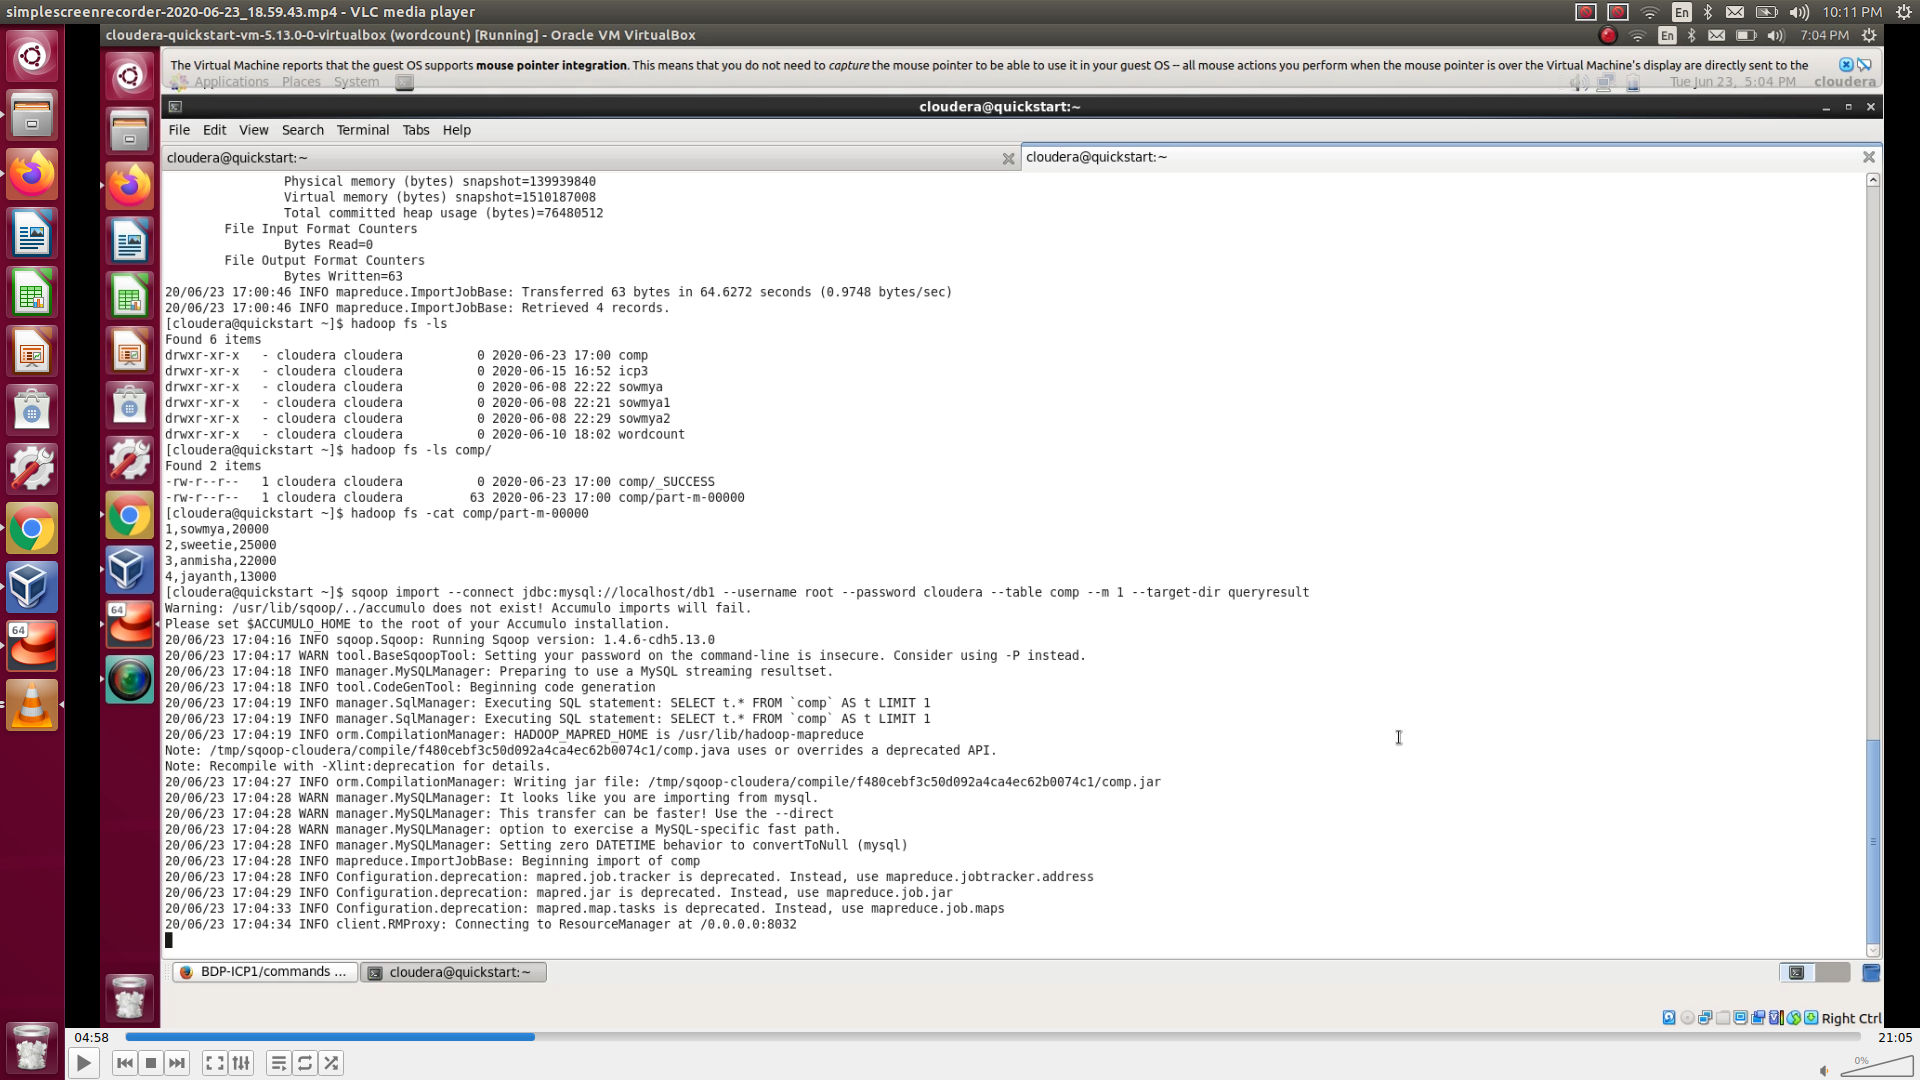 simplescreenrecorder-2020-06-23_18.59.43.mp4 - VLC media player
En
10:11 PM
cloudera-quickstart-vm-5.13.0-0-virtualbox (wordcount) [Running] - Oracle VM VirtualBox
En
7:04 PM
The Virtual Machine reports that the guest OS supports mouse pointer integration. This means that you do not need to capture the mouse pointer to be able to use it in your guest OS -- all mouse actions you perform when the mouse pointer is over the Virtual Machine's display are directly sent to the
Applications Places System
Tue Jun 23, 5:04 PM cloudera
cloudera@quickstart:~
File Edit View Search Terminal Tabs Help
cloudera@quickstart:~
cloudera@quickstart:~
Physical memory (bytes) snapshot=139939840
Virtual memory (bytes) snapshot=1510187008
Total committed heap usage (bytes)=76480512
File Input Format Counters
Bytes Read=0
File Output Format Counters
Bytes Written=63
20/06/23 17:00:46 INFO mapreduce.ImportJobBase: Transferred 63 bytes in 64.6272 seconds (0.9748 bytes/sec)
20/06/23 17:00:46 INFO mapreduce.ImportJobBase: Retrieved 4 records.
[cloudera@quickstart ~]$ hadoop fs -ls
Found 6 items
drwxr-xr-x   - cloudera cloudera          0 2020-06-23 17:00 comp
drwxr-xr-x   - cloudera cloudera          0 2020-06-15 16:52 icp3
drwxr-xr-x   - cloudera cloudera          0 2020-06-08 22:22 sowmya
drwxr-xr-x   - cloudera cloudera          0 2020-06-08 22:21 sowmya1
drwxr-xr-x   - cloudera cloudera          0 2020-06-08 22:29 sowmya2
drwxr-xr-x   - cloudera cloudera          0 2020-06-10 18:02 wordcount
[cloudera@quickstart ~]$ hadoop fs -ls comp/
Found 2 items
-rw-r--r--   1 cloudera cloudera          0 2020-06-23 17:00 comp/_SUCCESS
-rw-r--r--   1 cloudera cloudera         63 2020-06-23 17:00 comp/part-m-00000
[cloudera@quickstart ~]$ hadoop fs -cat comp/part-m-00000
1,sowmya,20000
2,sweetie,25000
3,anmisha,22000
4,jayanth,13000
[cloudera@quickstart ~]$ sqoop import --connect jdbc:mysql://localhost/db1 --username root --password cloudera --table comp --m 1 --target-dir queryresult
Warning: /usr/lib/sqoop/../accumulo does not exist! Accumulo imports will fail.
Please set $ACCUMULO_HOME to the root of your Accumulo installation.
20/06/23 17:04:16 INFO sqoop.Sqoop: Running Sqoop version: 1.4.6-cdh5.13.0
20/06/23 17:04:17 WARN tool.BaseSqoopTool: Setting your password on the command-line is insecure. Consider using -P instead.
20/06/23 17:04:18 INFO manager.MySQLManager: Preparing to use a MySQL streaming resultset.
20/06/23 17:04:18 INFO tool.CodeGenTool: Beginning code generation
20/06/23 17:04:19 INFO manager.SqlManager: Executing SQL statement: SELECT t.* FROM `comp` AS t LIMIT 1
20/06/23 17:04:19 INFO manager.SqlManager: Executing SQL statement: SELECT t.* FROM `comp` AS t LIMIT 1
20/06/23 17:04:19 INFO orm.CompilationManager: HADOOP_MAPRED_HOME is /usr/lib/hadoop-mapreduce
Note: /tmp/sqoop-cloudera/compile/f480cebf3c50d092a4ca4ec62b0074c1/comp.java uses or overrides a deprecated API.
Note: Recompile with -Xlint:deprecation for details.
20/06/23 17:04:27 INFO orm.CompilationManager: Writing jar file: /tmp/sqoop-cloudera/compile/f480cebf3c50d092a4ca4ec62b0074c1/comp.jar
20/06/23 17:04:28 WARN manager.MySQLManager: It looks like you are importing from mysql.
20/06/23 17:04:28 WARN manager.MySQLManager: This transfer can be faster! Use the --direct
20/06/23 17:04:28 WARN manager.MySQLManager: option to exercise a MySQL-specific fast path.
20/06/23 17:04:28 INFO manager.MySQLManager: Setting zero DATETIME behavior to convertToNull (mysql)
20/06/23 17:04:28 INFO mapreduce.ImportJobBase: Beginning import of comp
20/06/23 17:04:28 INFO Configuration.deprecation: mapred.job.tracker is deprecated. Instead, use mapreduce.jobtracker.address
20/06/23 17:04:29 INFO Configuration.deprecation: mapred.jar is deprecated. Instead, use mapreduce.job.jar
20/06/23 17:04:33 INFO Configuration.deprecation: mapred.map.tasks is deprecated. Instead, use mapreduce.job.maps
20/06/23 17:04:34 INFO client.RMProxy: Connecting to ResourceManager at /0.0.0.0:8032
64
64
BDP-ICP1/commands ...
cloudera@quickstart:~
Right Ctrl
04:58
21:05
0%